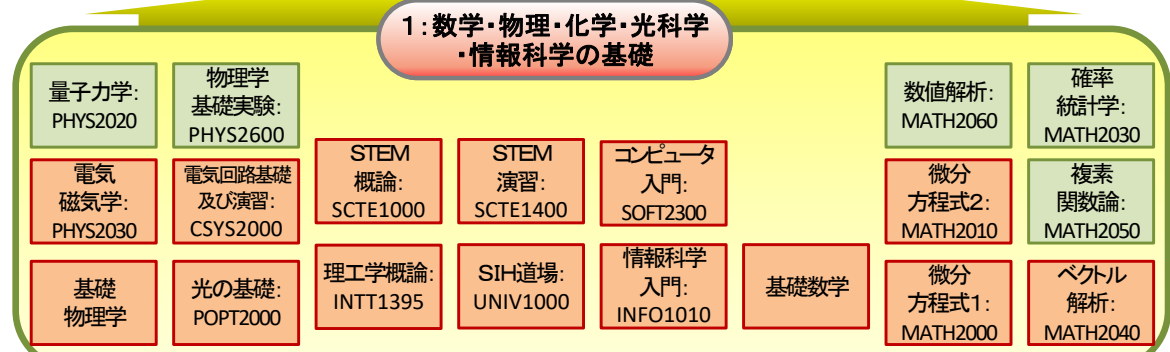 １：数学・物理・化学・光科学
・情報科学の基礎
量子力学:
PHYS2020
物理学
基礎実験:
PHYS2600
数値解析:
MATH2060
確率
統計学:
MATH2030
電気
磁気学:
PHYS2030
電気回路基礎
及び演習:
CSYS2000
STEM
概論:
SCTE1000
STEM
演習:
SCTE1400
コンピュータ
入門:
SOFT2300
微分
方程式2:
MATH2010
複素
関数論:
MATH2050
基礎
物理学
光の基礎:
POPT2000
理工学概論:
INTT1395
SIH道場:
UNIV1000
情報科学
入門:
INFO1010
基礎数学
微分
方程式1:
MATH2000
ベクトル
解析:
MATH2040